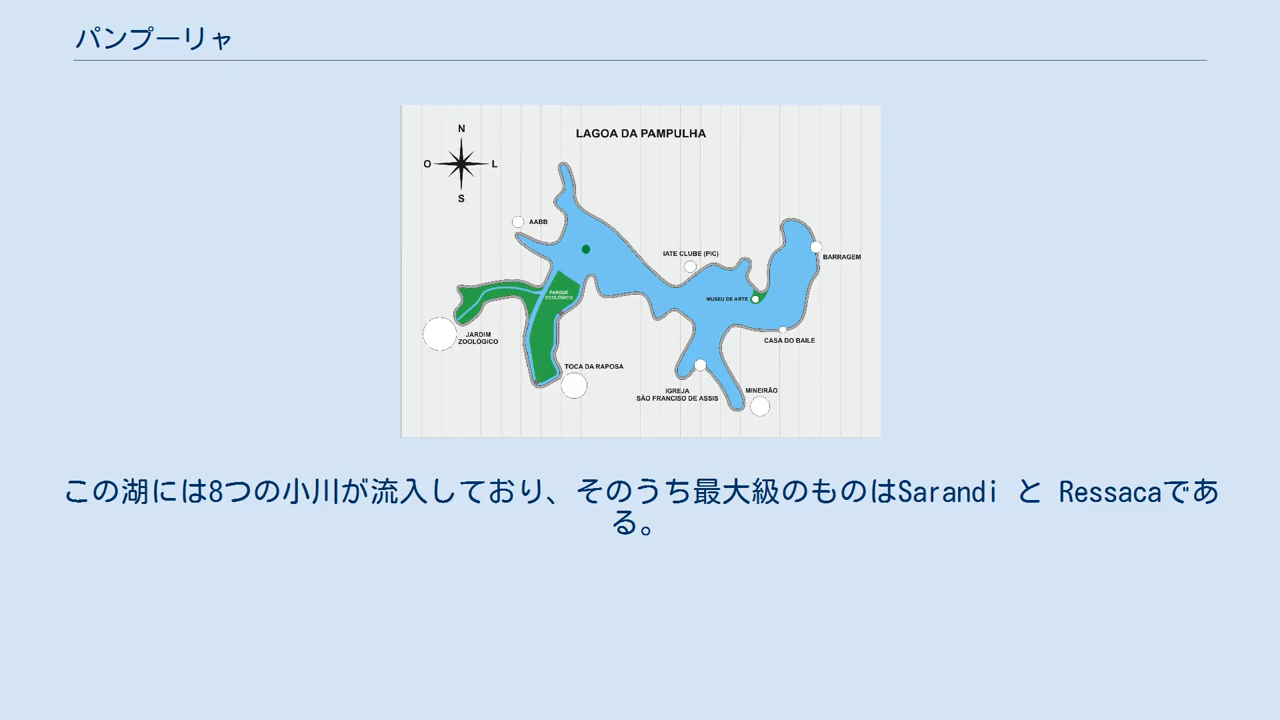 パンプーリャ
LAGOA DA PAMPULHA
N
O
L
S
AABB
IATE CLUBE (PIC)
BARRAGEM
PARQUE
ECOLÓGICO
MUSEU DE ARTE
JARDIM
ZOOLÓGICO
CASA DO BAILE
TOCA DA RAPOSA
IGREJA
SÃO FRANCISO DE ASSIS
MINEIRÃO
この湖には8つの小川が流入しており、そのうち最大級のものはSarandi と Ressacaであ
る。